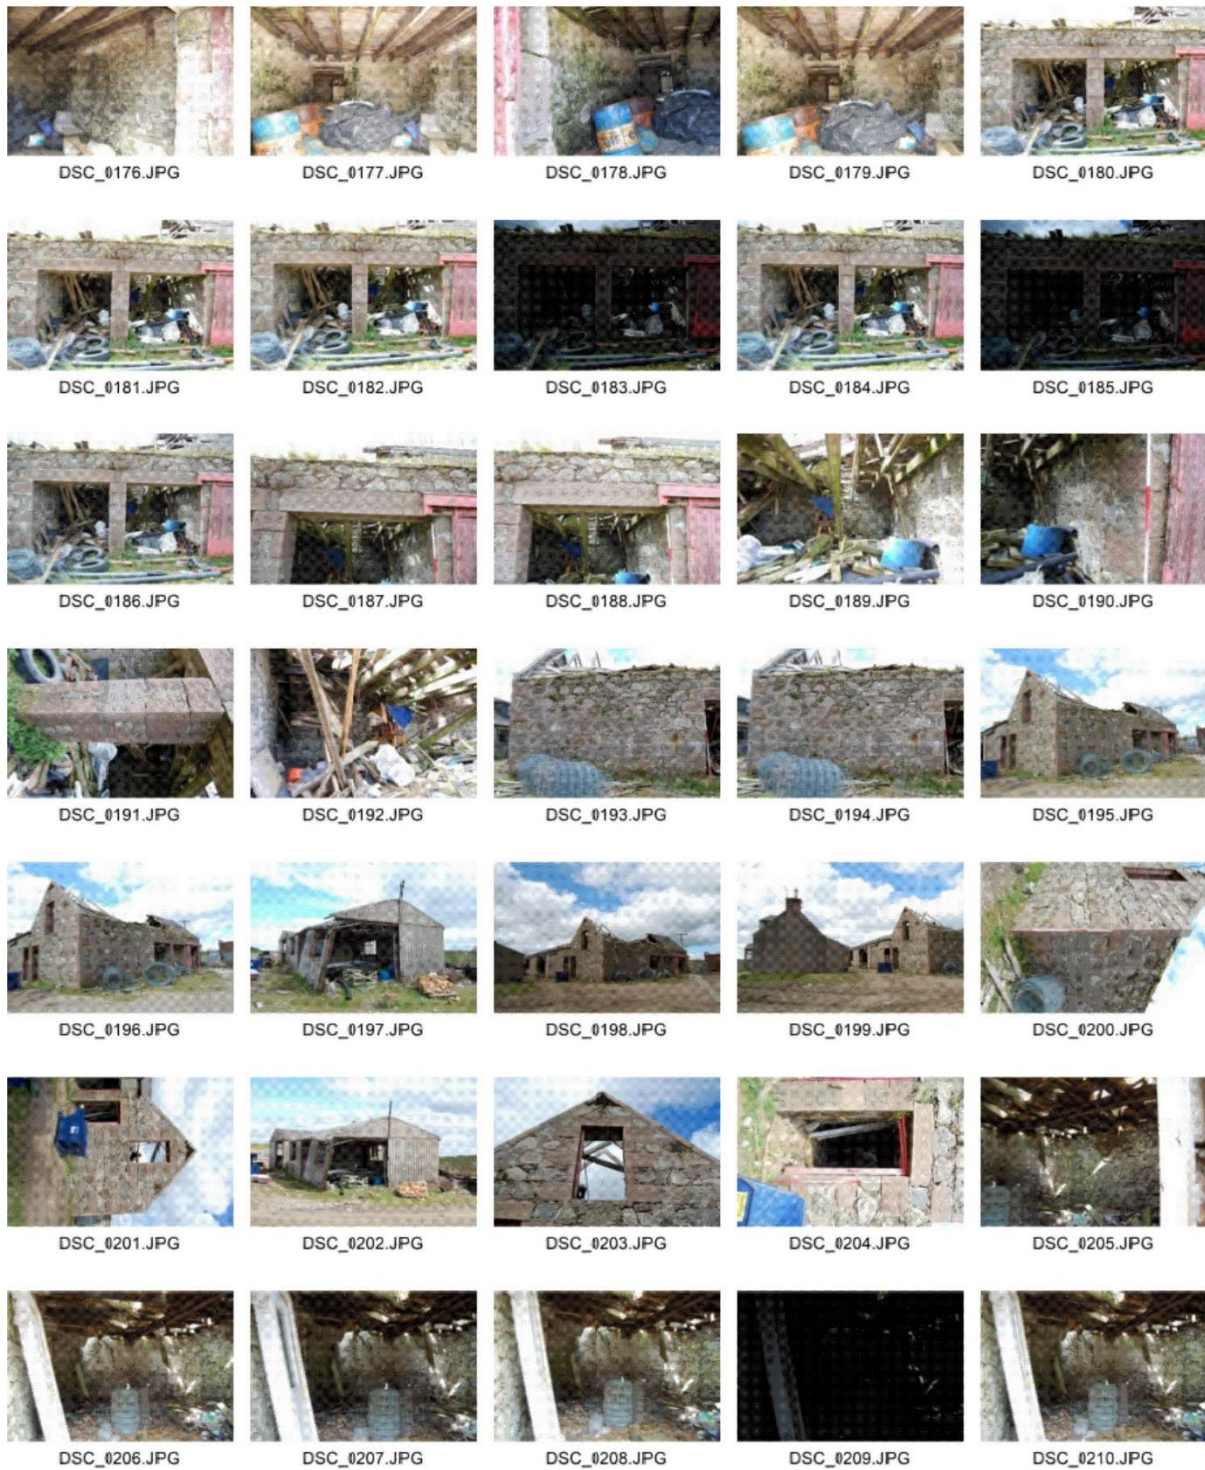 DSC_0176.JPG DSC_0177.JPG DSC_0178.JPG DSC_0179.JPG DSC_0180.JPG
DSC_0181.JPG DSC_0182.JPG DSC_0183.JPG DSC_0184.JPG DSC_0185.JPG
DSC_0186.JPG DSC_0187.JPG DSC_0188.JPG DSC_0189.JPG DSC_0190.JPG
DSC_0191.JPG DSC_0192.JPG DSC_0193.JPG DSC_0194.JPG DSC_0195.JPG
DSC_0196.JPG DSC_0197.JPG DSC_0198.JPG DSC_0199.JPG DSC_0200.JPG
DSC_0201.JPG DSC_0202.JPG DSC_0203.JPG DSC_0204.JPG DSC_0205.JPG
DSC_0206.JPG DSC_0207.JPG DSC_0208.JPG DSC_0209.JPG DSC_0210.JPG